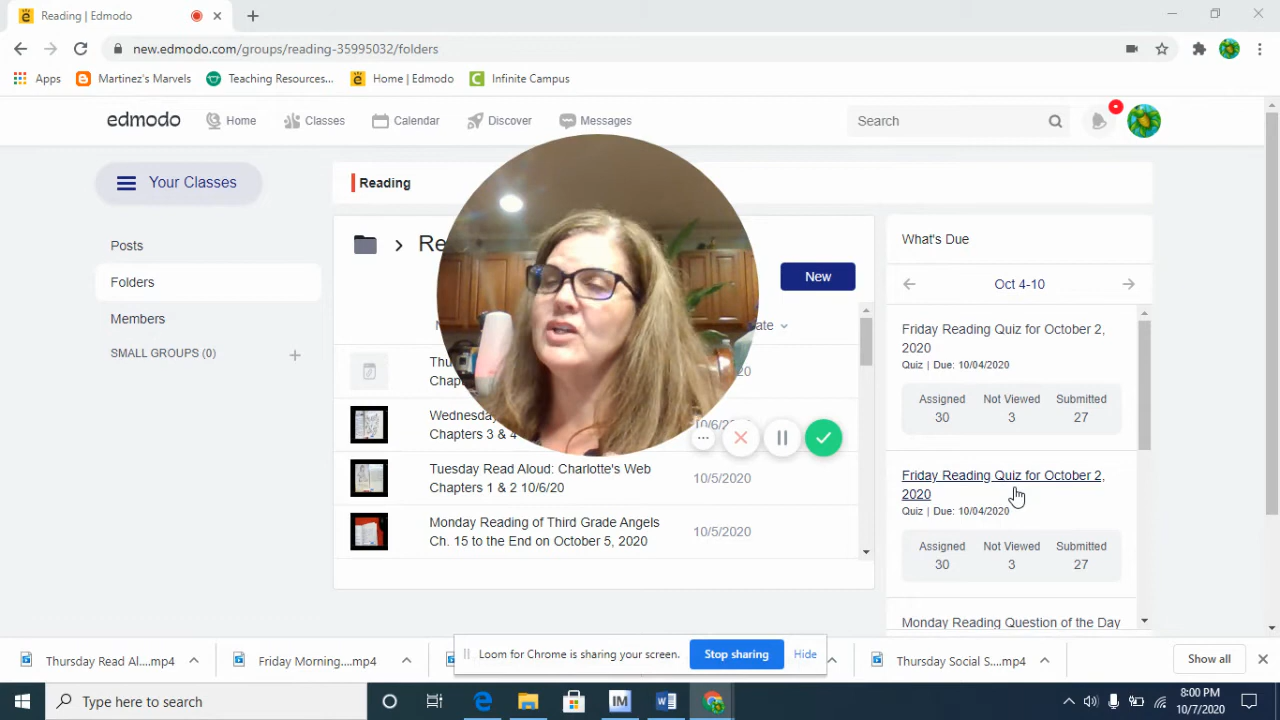 Reading | Edmodo
new.edmodo.com/groups/reading-35995032/folders
Apps Martinez's Marvels Teaching Resources... Home | Edmodo Infinite Campus
edmodo Home Classes Calendar Discover Messages Search
Your Classes
Reading
Posts
Folders
Members
SMALL GROUPS (0)
Re
New
Thu
Chap
Wednesday
Chapters 3 & 4
10/6/20
Tuesday Read Aloud: Charlotte's Web
Chapters 1 & 2 10/6/20
10/5/2020
Monday Reading of Third Grade Angels
Ch. 15 to the End on October 5, 2020
10/5/2020
What's Due
Oct 4-10
Friday Reading Quiz for October 2,
2020
Quiz | Due: 10/04/2020
Assigned Not Viewed Submitted
30 3 27
Friday Reading Quiz for October 2,
2020
Quiz | Due: 10/04/2020
Assigned Not Viewed Submitted
30 3 27
Monday Reading Question of the Day
Thursday Read Al....mp4 Friday Morning....mp4 Thursday Social S....mp4 Show all
Loom for Chrome is sharing your screen. Stop sharing Hide
Type here to search
IM
8:00 PM
10/7/2020